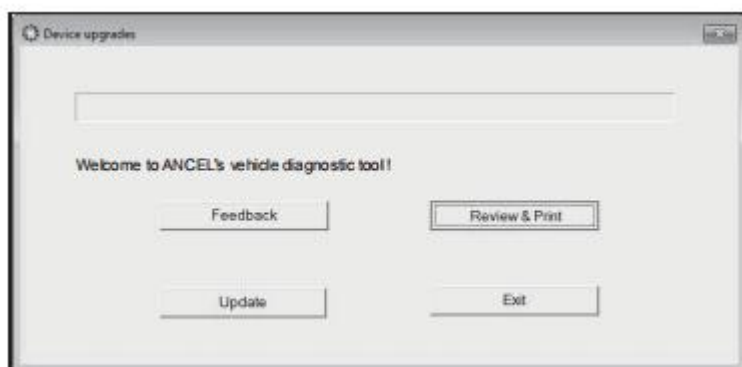 Device upgrades
Welcome to ANCEL's vehicle diagnostic tool !
Feedback
Review & Print
Update
Exit